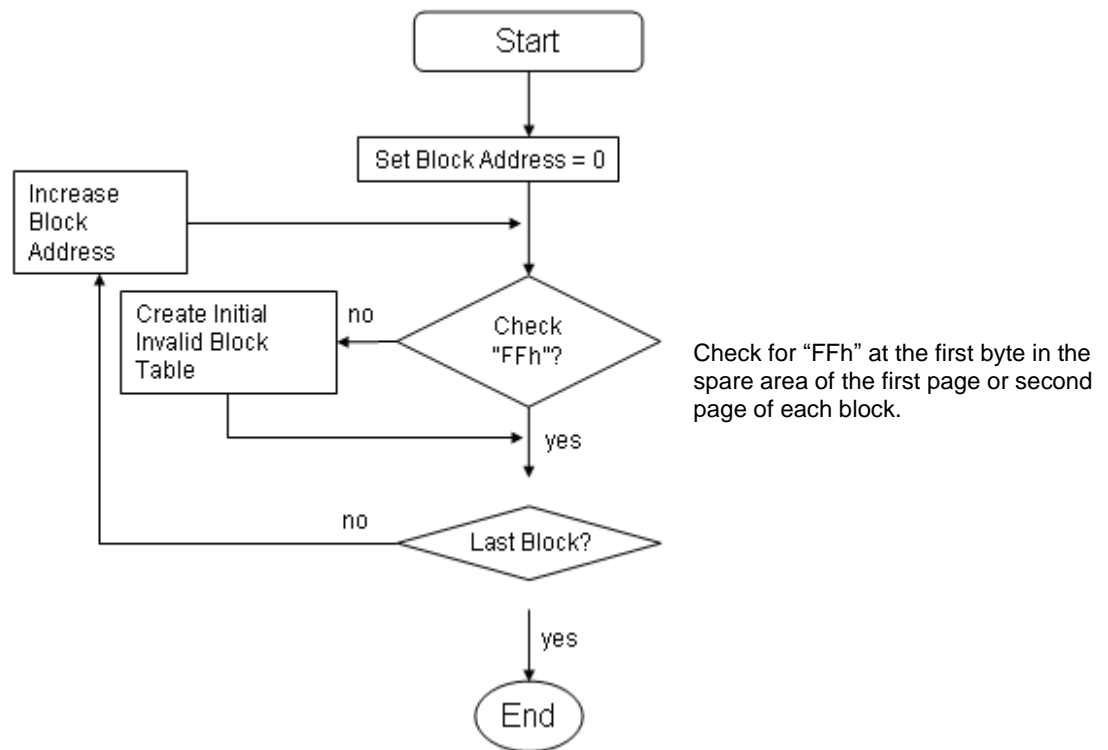 Start
Set Block Address = 0
Increase
Block
Address
Create Initial
Invalid Block
Table
no
Check
"FFh"?
Check for “FFh” at the first byte in the
spare area of the first page or second
page of each block.
yes
no
Last Block?
yes
End